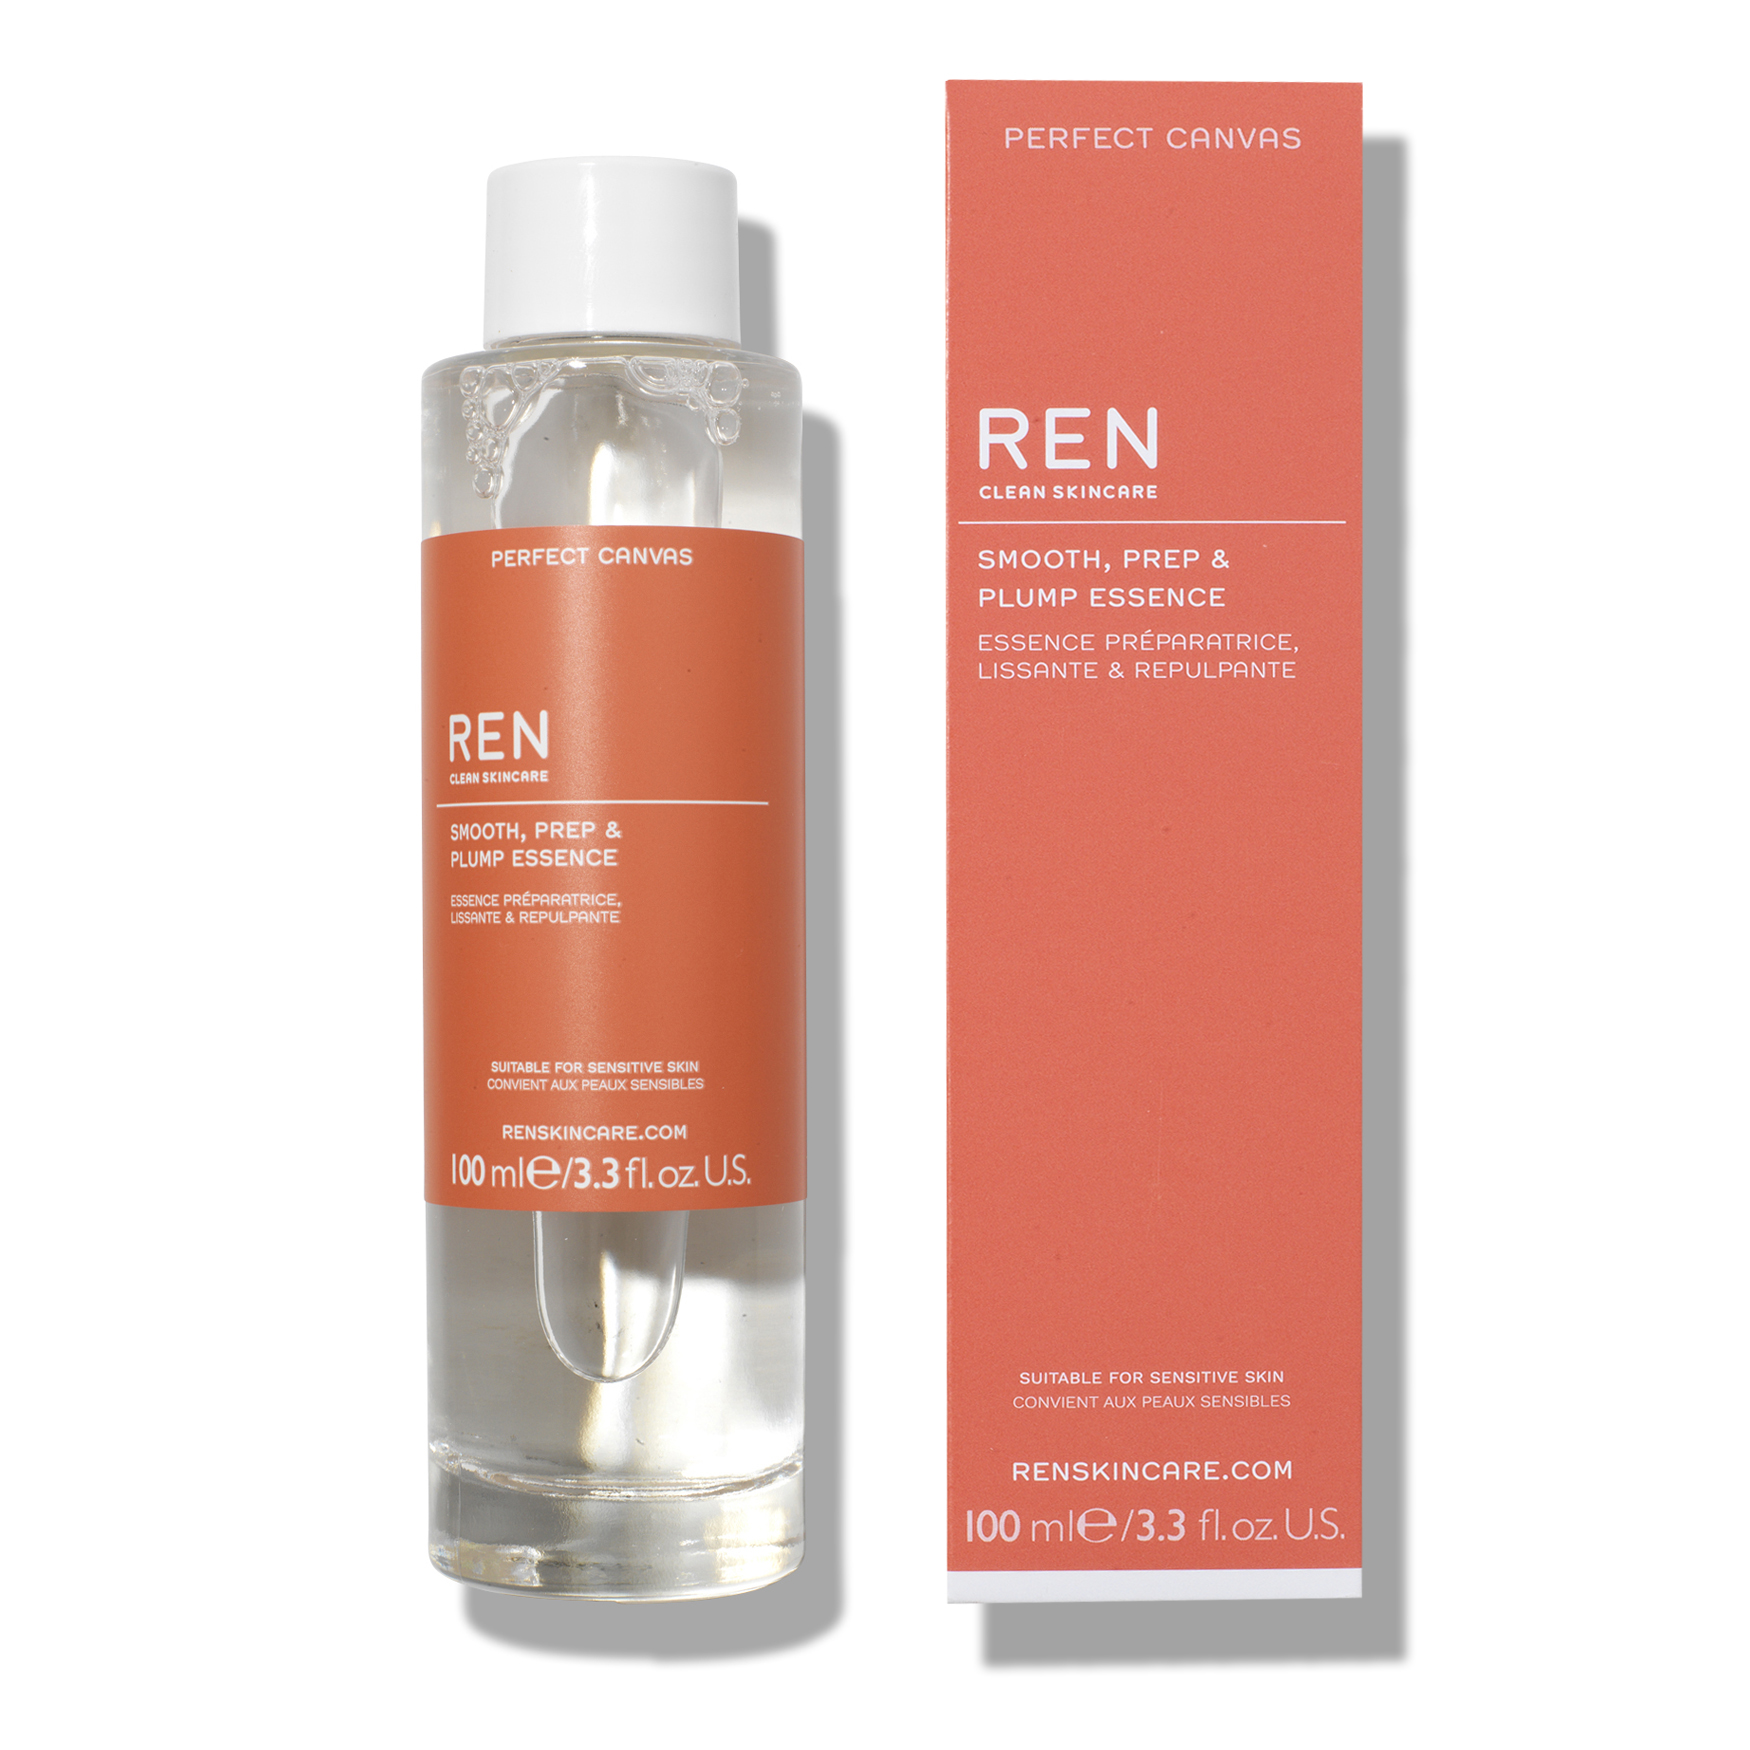 PERFECT CANVAS
REN
CLEAN SKINCARE
SMOOTH, PREP &
PLUMP ESSENCE
ESSENCE PRÉPARATRICE,
LISSANTE & REPULPANTE
SUITABLE FOR SENSITIVE SKIN
CONVIENT AUX PEAUX SENSIBLES
RENSKINCARE.COM
100 ml℮/3.3 fl.oz. U.S.
PERFECT CANVAS
REN
CLEAN SKINCARE
SMOOTH, PREP &
PLUMP ESSENCE
ESSENCE PRÉPARATRICE,
LISSANTE & REPULPANTE
SUITABLE FOR SENSITIVE SKIN
CONVIENT AUX PEAUX SENSIBLES
RENSKINCARE.COM
100 ml℮/3.3 fl.oz. U.S.